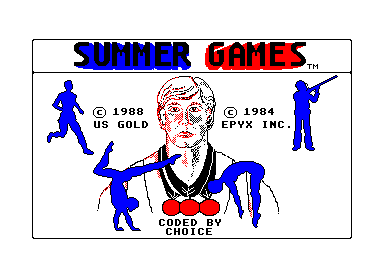 SUMMER GAMES TM
© 1988
US GOLD
© 1984
EPYX INC.
CODED BY
CHOICE